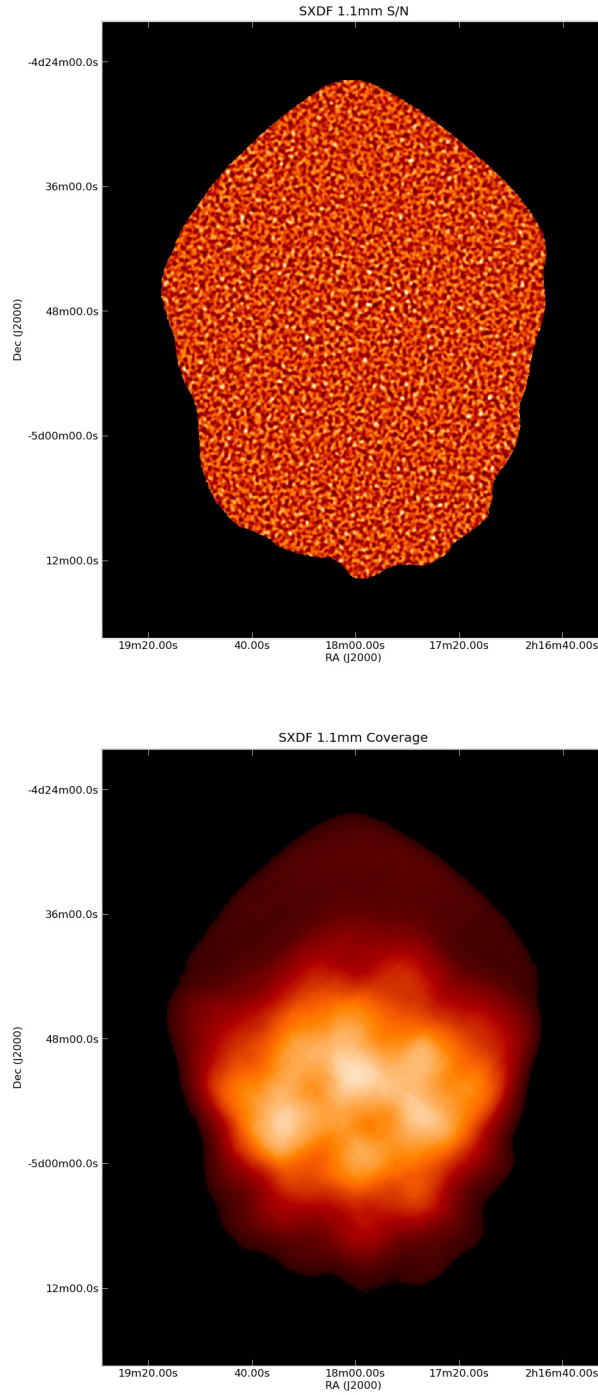 SXDF 1.1mm S/N
-4d24m00.0s
36m00.0s
48m00.0s
Dec (J2000)
-5d00m00.0s
12m00.0s
19m20.00s 40.00s 18m00.00s 17m20.00s 2h16m40.00s
RA (J2000)
SXDF 1.1mm Coverage
-4d24m00.0s
36m00.0s
48m00.0s
Dec (J2000)
-5d00m00.0s
12m00.0s
19m20.00s 40.00s 18m00.00s 17m20.00s 2h16m40.00s
RA (J2000)